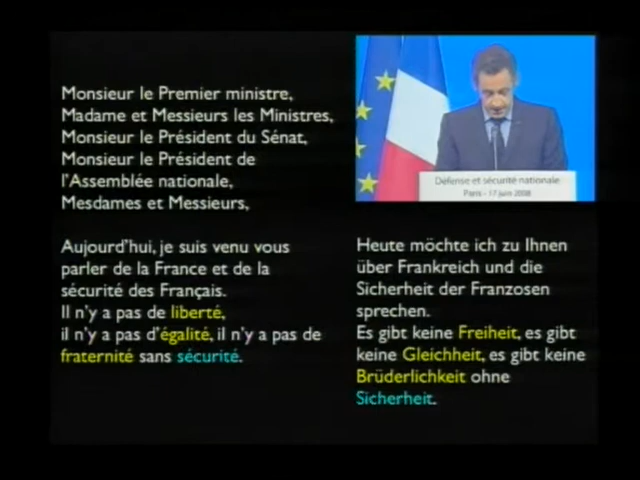 Monsieur le Premier ministre,
Madame et Messieurs les Ministres,
Monsieur le Président du Sénat,
Monsieur le Président de
l'Assemblée nationale,
Mesdames et Messieurs,
Défense et sécurité nationale
Paris - 17 juin 2008
Aujourd'hui, je suis venu vous
parler de la France et de la
sécurité des Français.
Il n'y a pas de liberté,
il n'y a pas d'égalité, il n'y a pas de
fraternité sans sécurité.
Heute möchte ich zu Ihnen
über Frankreich und die
Sicherheit der Franzosen
sprechen.
Es gibt keine Freiheit, es gibt
keine Gleichheit, es gibt keine
Brüderlichkeit ohne
Sicherheit.